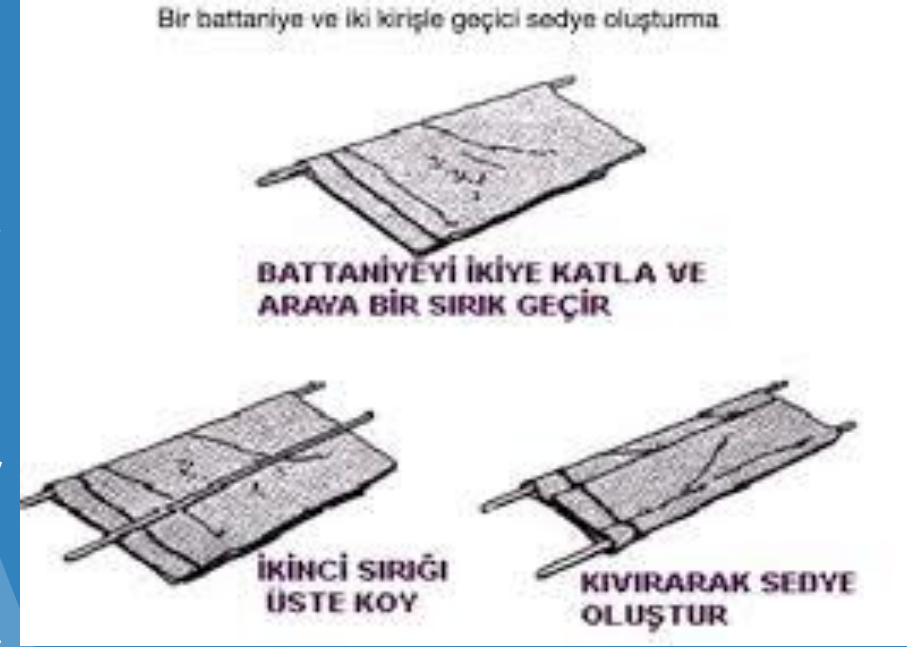 Bir battaniye ve iki kirişle geçici sedye oluşturma
BATTANİYEYİ İKİYE KATLA VE
ARAYA BİR SIRIK GEÇİR
İKİNCİ SIRIĞI
ÜSTE KOY
KIVIRARAK SEDYE
OLUŞTUR